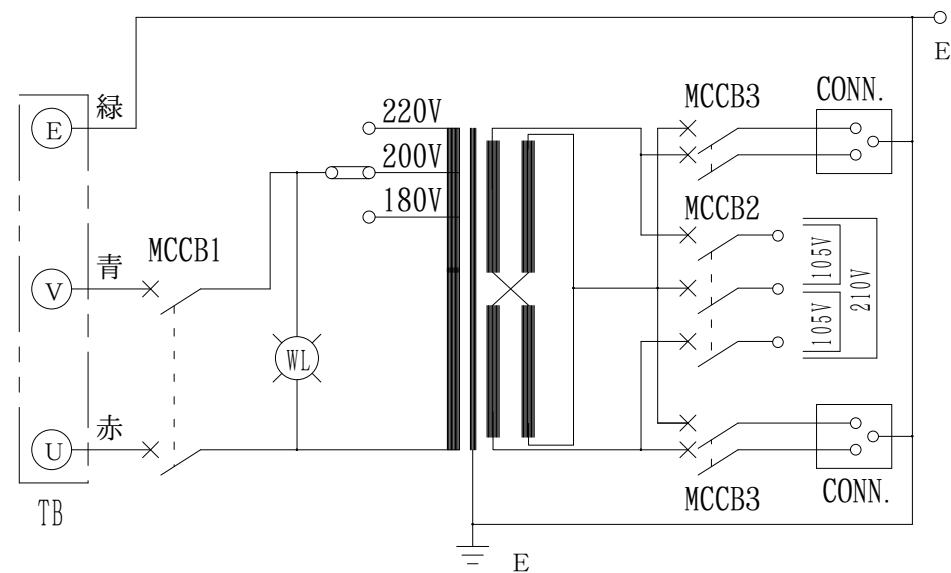 E
緑
E
220V
200V
180V
MCCB3
CONN.
MCCB2
青
V
MCCB1
105V
105V
210V
WL
赤
U
TB
MCCB3
CONN.
E